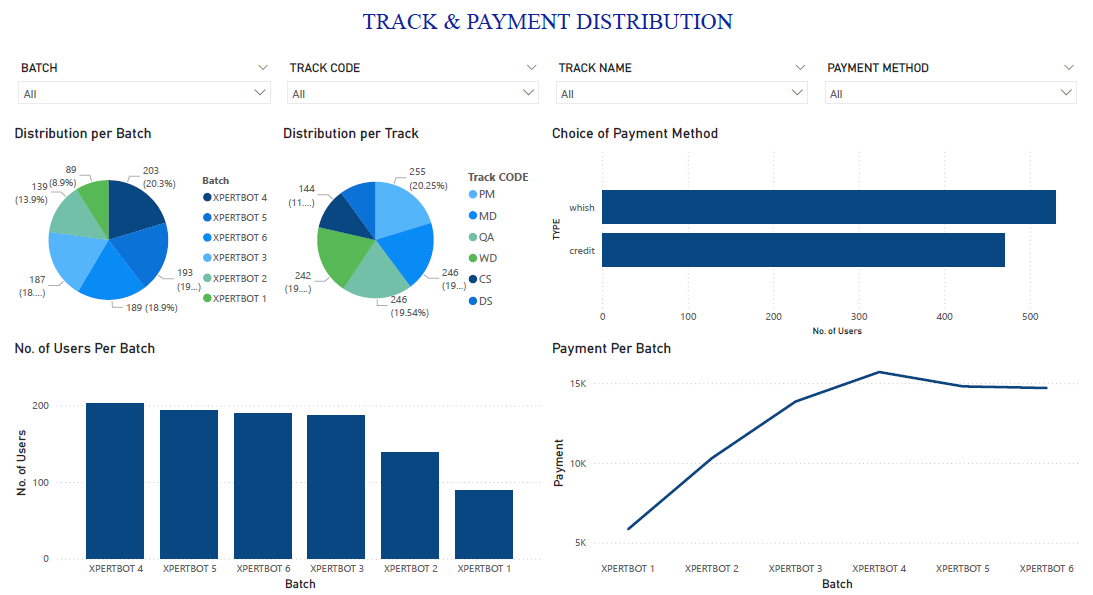 TRACK & PAYMENT DISTRIBUTION
BATCH
TRACK CODE
TRACK NAME
PAYMENT METHOD
All
All
All
All
Distribution per Batch
203
(20.3%)
193
(19...)
189 (18.9%)
187
(18....)
139
(13.9%)
89
(8.9%)
Batch
XPERTBOT 4
XPERTBOT 5
XPERTBOT 6
XPERTBOT 3
XPERTBOT 2
XPERTBOT 1
Distribution per Track
255
(20.25%)
246
(19...)
246
(19.54%)
242
(19....)
144
(11....)
Track CODE
PM
MD
QA
WD
CS
DS
Choice of Payment Method
TYPE
whish
credit
0
100
200
300
400
500
No. of Users
No. of Users Per Batch
No. of Users
200
100
0
XPERTBOT 4
XPERTBOT 5
XPERTBOT 6
XPERTBOT 3
XPERTBOT 2
XPERTBOT 1
Batch
Payment Per Batch
Payment
15K
10K
5K
XPERTBOT 1
XPERTBOT 2
XPERTBOT 3
XPERTBOT 4
XPERTBOT 5
XPERTBOT 6
Batch